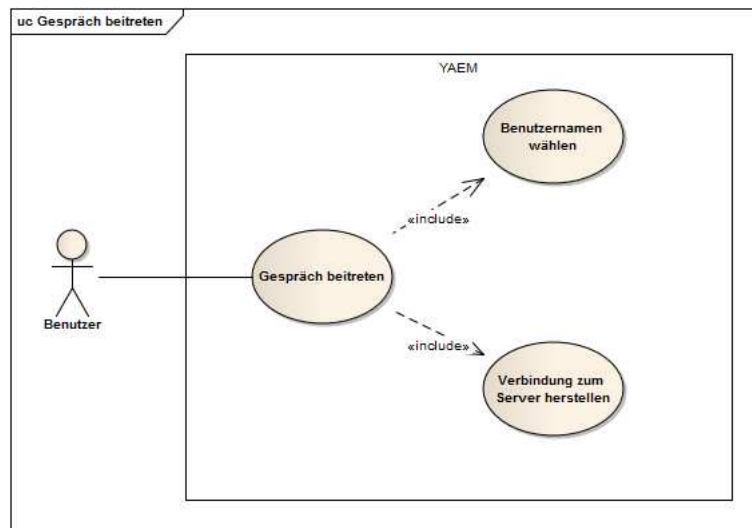 uc Gespräch beitreten
YAEM
Benutzernamen
wählen
«include»
Gespräch beitreten
Benutzer
«include»
Verbindung zum
Server herstellen